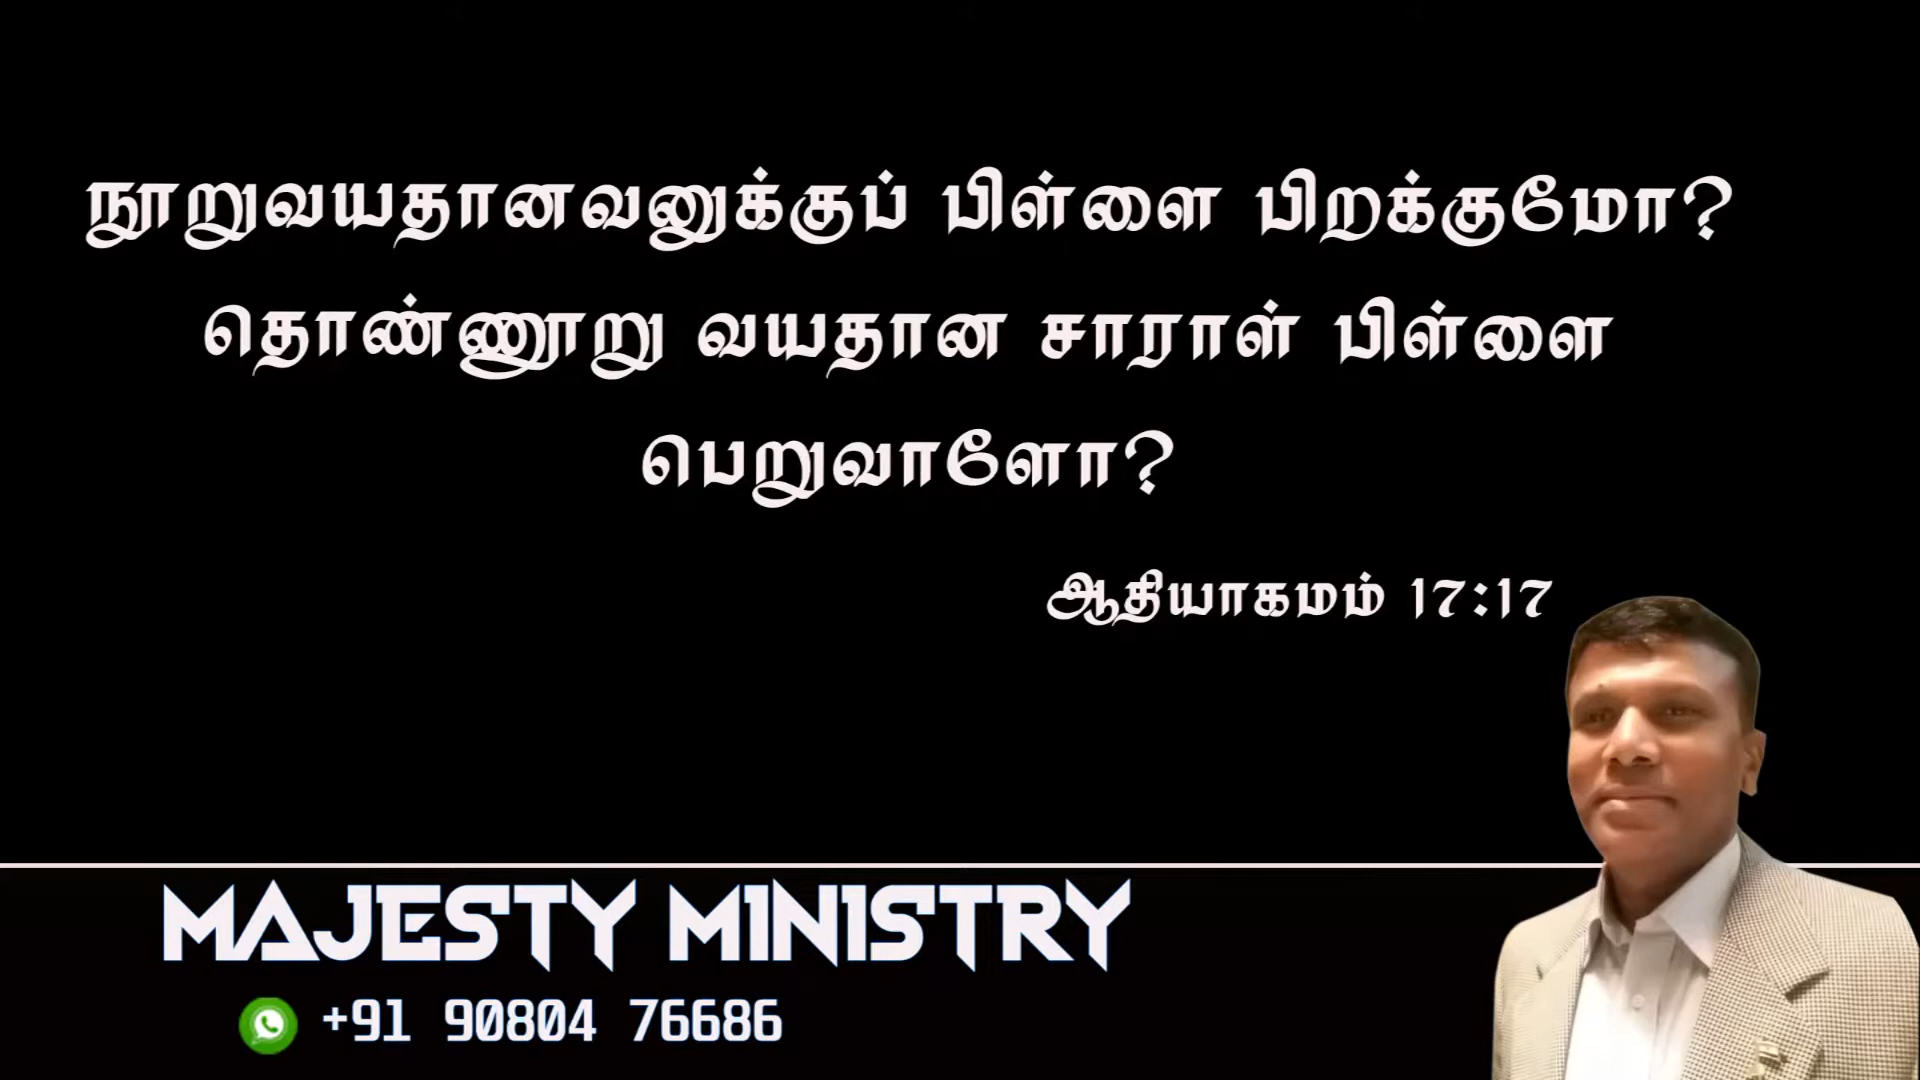 நூறுவயதானவனுக்குப் பிள்ளை பிறக்குமோ?
தொண்ணூறு வயதான சாராள் பிள்ளை
பெறுவாளோ?
ஆதியாகமம் 17:17
MAJESTY MINISTRY
+91 90804 76686